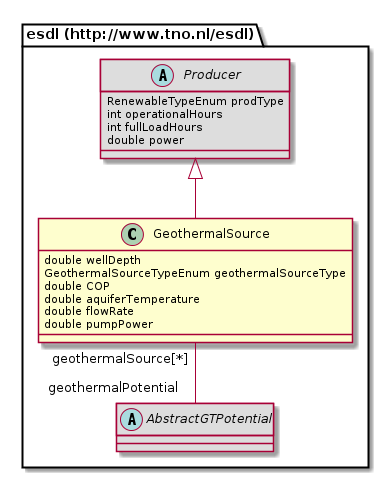 esdl (http://www.tno.nl/esdl)
A Producer
RenewableTypeEnum prodType
int operationalHours
int fullLoadHours
double power
C GeothermalSource
double wellDepth
GeothermalSourceTypeEnum geothermalSourceType
double COP
double aquiferTemperature
double flowRate
double pumpPower
geothermalSource[*]
geothermalPotential
A AbstractGTPotential